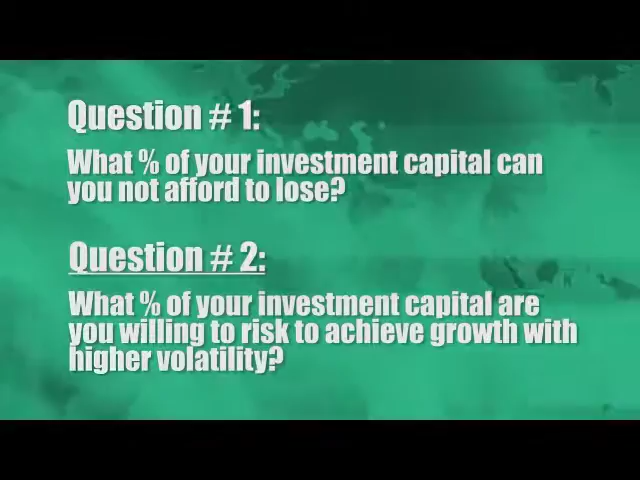 Question # 1:
What % of your investment capital can
you not afford to lose?
Question # 2:
What % of your investment capital are
you willing to risk to achieve growth with
higher volatility?